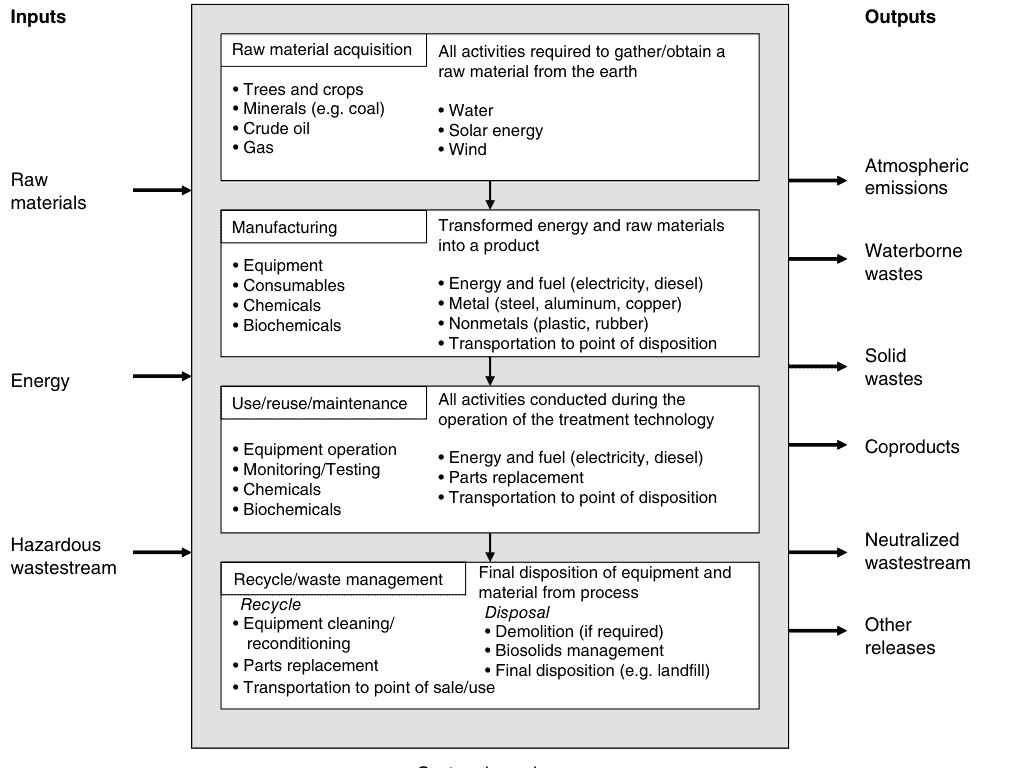 Inputs
Outputs
Raw material acquisition
• Trees and crops
• Minerals (e.g. coal)
• Crude oil
• Gas
All activities required to gather/obtain a
raw material from the earth
• Water
• Solar energy
• Wind
Raw
materials
Atmospheric
emissions
Manufacturing
• Equipment
• Consumables
• Chemicals
• Biochemicals
Transformed energy and raw materials
into a product
• Energy and fuel (electricity, diesel)
• Metal (steel, aluminum, copper)
• Nonmetals (plastic, rubber)
• Transportation to point of disposition
Waterborne
wastes
Energy
Solid
wastes
Use/reuse/maintenance
• Equipment operation
• Monitoring/Testing
• Chemicals
• Biochemicals
All activities conducted during the
operation of the treatment technology
• Energy and fuel (electricity, diesel)
• Parts replacement
• Transportation to point of disposition
Coproducts
Hazardous
wastestream
Neutralized
wastestream
Recycle/waste management
Recycle
• Equipment cleaning/
reconditioning
• Parts replacement
• Transportation to point of sale/use
Final disposition of equipment and
material from process
Disposal
• Demolition (if required)
• Biosolids management
• Final disposition (e.g. landfill)
Other
releases